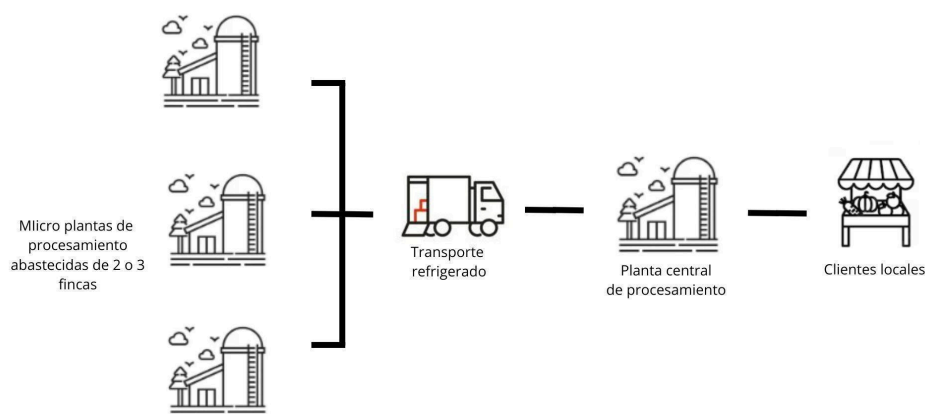 MIicro plantas de
procesamiento
abastecidas de 2 o 3
fincas
Transporte
refrigerado
Planta central
de procesamiento
Clientes locales